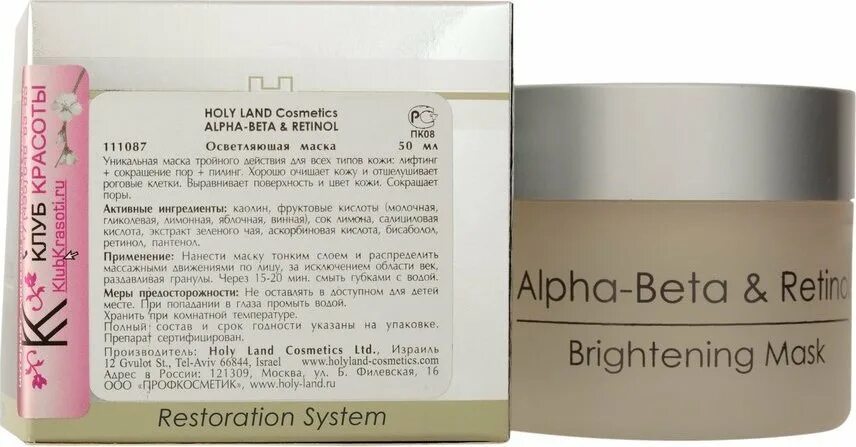 КЛУБ КРАСОТЫ
KlubKrasoti.ru
HOLY LAND Cosmetics
ALPHA-BETA & RETINOL
ПК08
111087 Осветляющая маска 50 мл
Уникальная маска тройного действия для всех типов кожи: лифтинг
+ сокращение пор + пилинг. Хорошо очищает кожу и отшелушивает
роговые клетки. Выравнивает поверхность и цвет кожи. Сокращает
поры.
Активные ингредиенты: каолин, фруктовые кислоты (молочная,
гликолевая, лимонная, яблочная, винная), сок лимона, салициловая
кислота, экстракт зеленого чая, аскорбиновая кислота, бисаболол,
ретинол, пантенол.
Применение: Нанести маску тонким слоем и распределить
массажными движениями по лицу, за исключением области век,
раздавливая гранулы. Через 15-20 мин. смыть губками с водой.
Меры предосторожности: Не оставлять в доступном для детей
месте. При попадании в глаза промыть водой.
Хранить при комнатной температуре.
Полный состав и срок годности указаны на упаковке.
Препарат сертифицирован.
Производитель: Holy Land Cosmetics Ltd., Израиль
12 Gvulot St., Tel-Aviv 66844, Israel www.holyland-cosmetics.com
Адрес в России: 121309, Москва, ул. Б. Филевская, 16
ООО «ПРОФКОСМЕТИК», www.holy-land.ru
Restoration System
Alpha-Beta & Retino
Brightening Mask